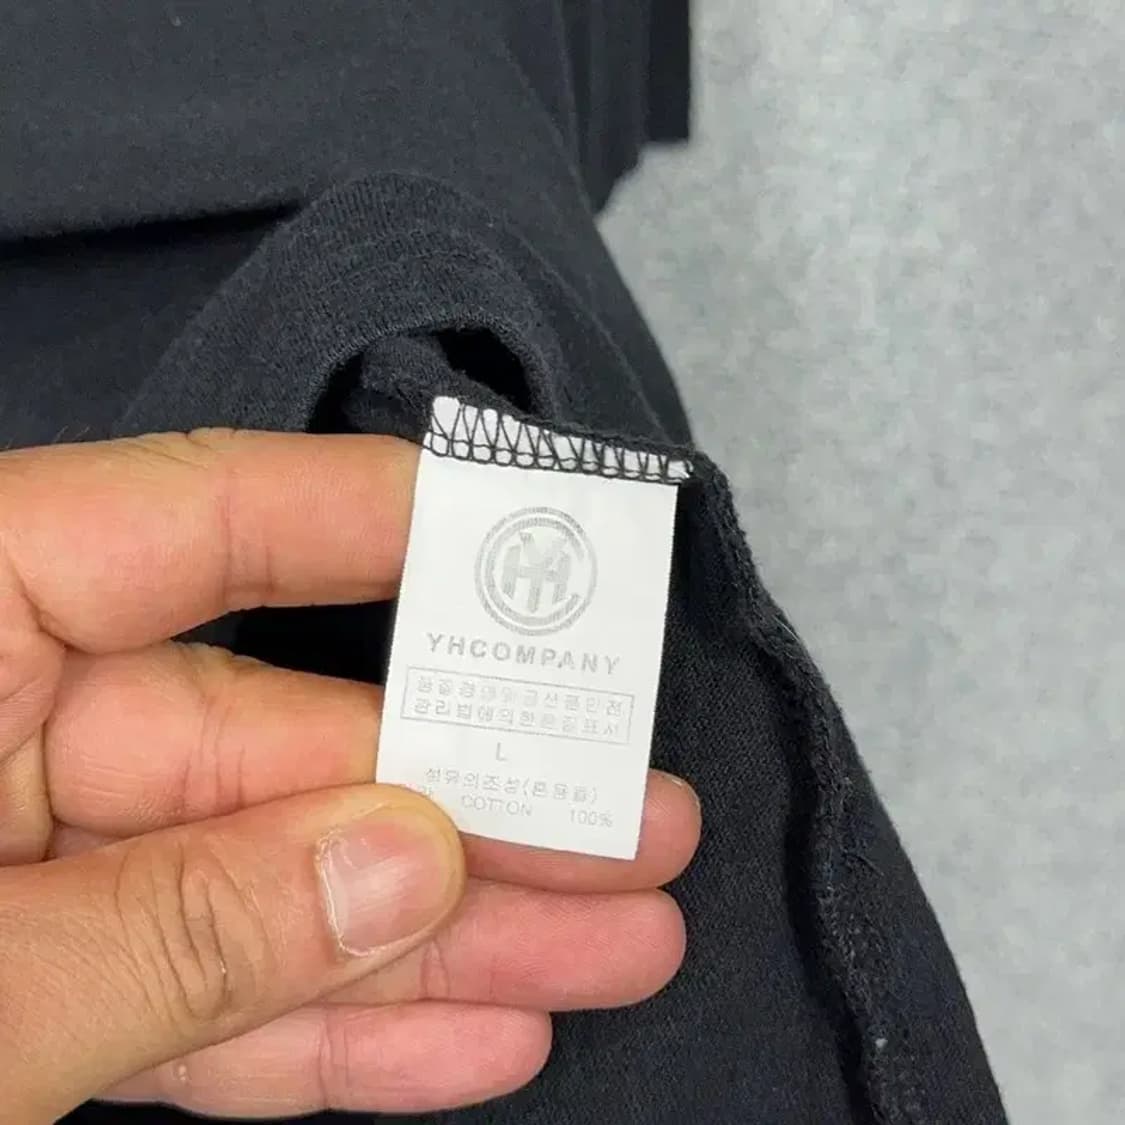 YHCOMPANY
품질경영및공산품안전
관리법에의한품질표시
L
섬유의조성(혼용률)
COTTON 100%